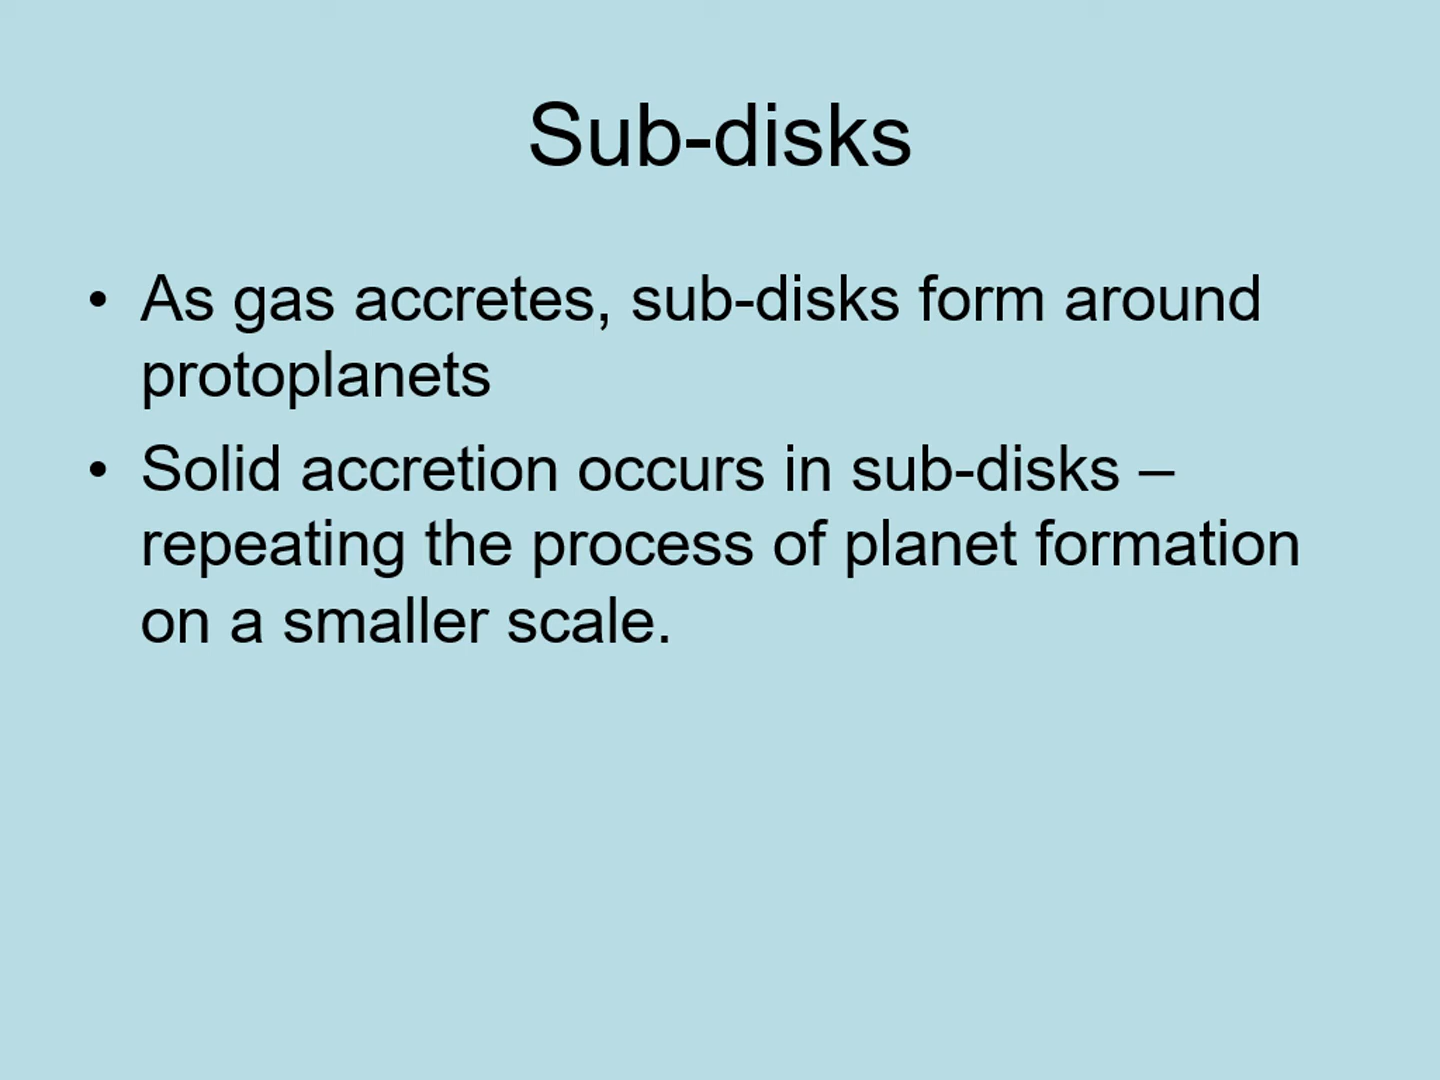 Sub-disks
• As gas accretes, sub-disks form around
protoplanets
• Solid accretion occurs in sub-disks –
repeating the process of planet formation
on a smaller scale.